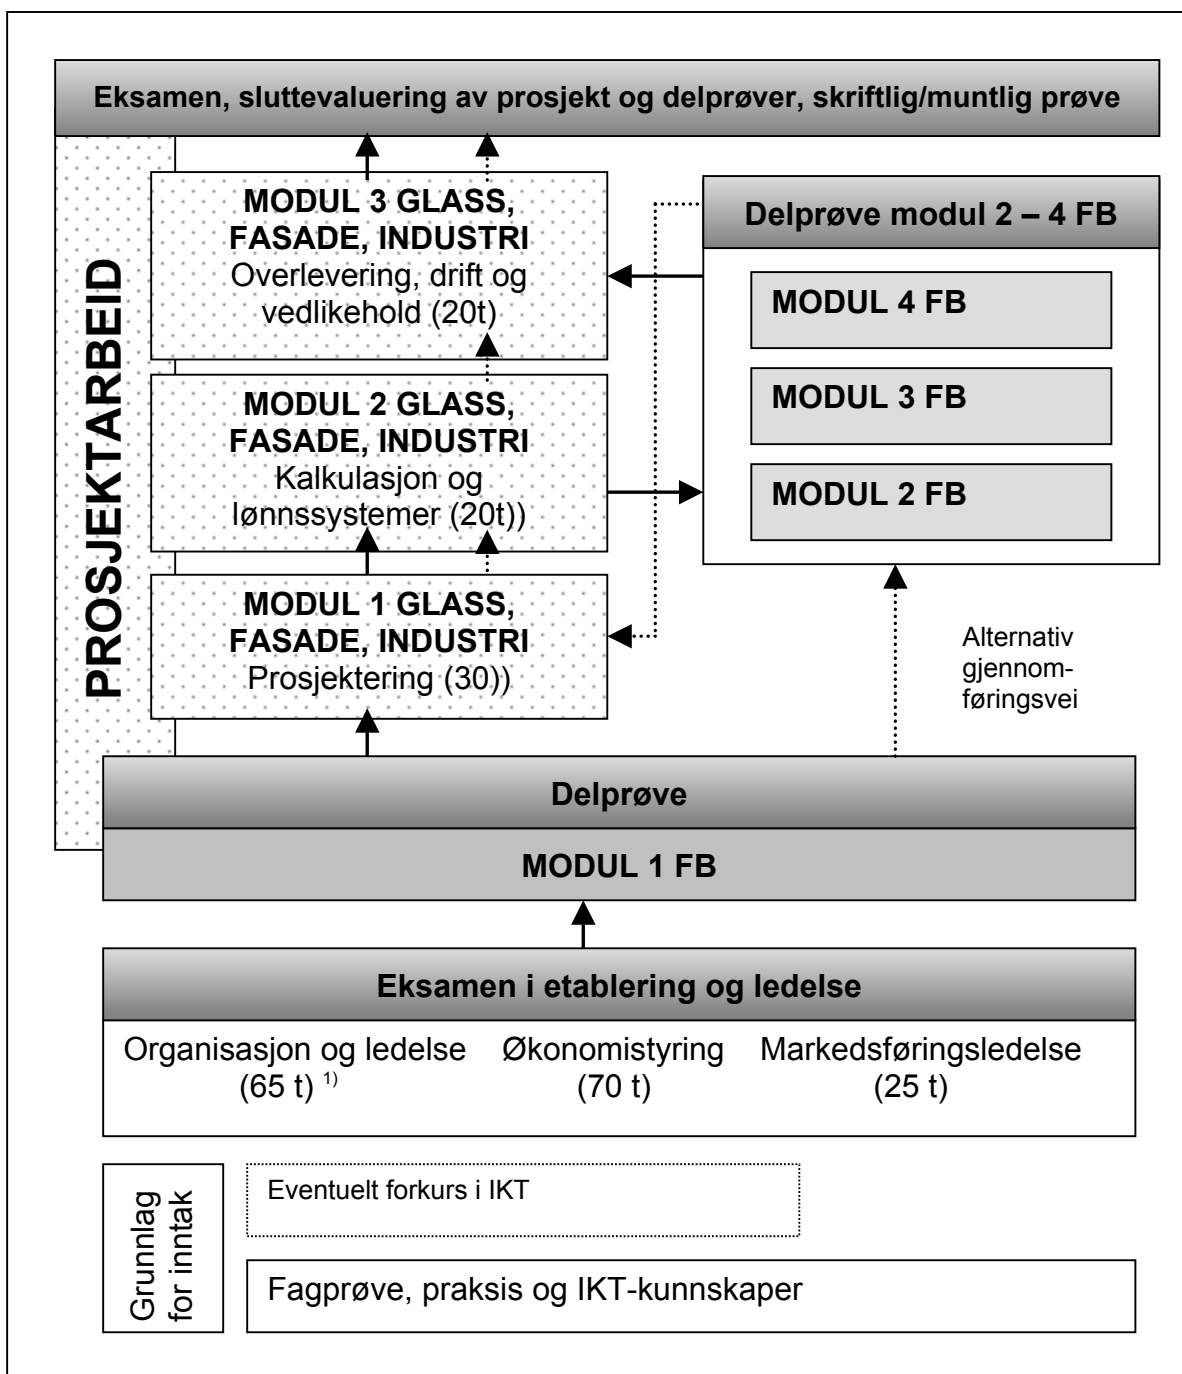 Eksamen, sluttevaluering av prosjekt og delprøver, skriftlig/muntlig prøve
PROSJEKTARBEID
MODUL 3 GLASS,
FASADE, INDUSTRI
Overlevering, drift og
vedlikehold (20t)
MODUL 2 GLASS,
FASADE, INDUSTRI
Kalkulasjon og
lønnssystemer (20t))
MODUL 1 GLASS,
FASADE, INDUSTRI
Prosjektering (30))
Delprøve modul 2 – 4 FB
MODUL 4 FB
MODUL 3 FB
MODUL 2 FB
Alternativ
gjennom-
føringsvei
Delprøve
MODUL 1 FB
Eksamen i etablering og ledelse
Organisasjon og ledelse
(65 t) 1)
Økonomistyring
(70 t)
Markedsføringsledelse
(25 t)
Grunnlag
for inntak
Eventuelt forkurs i IKT
Fagprøve, praksis og IKT-kunnskaper